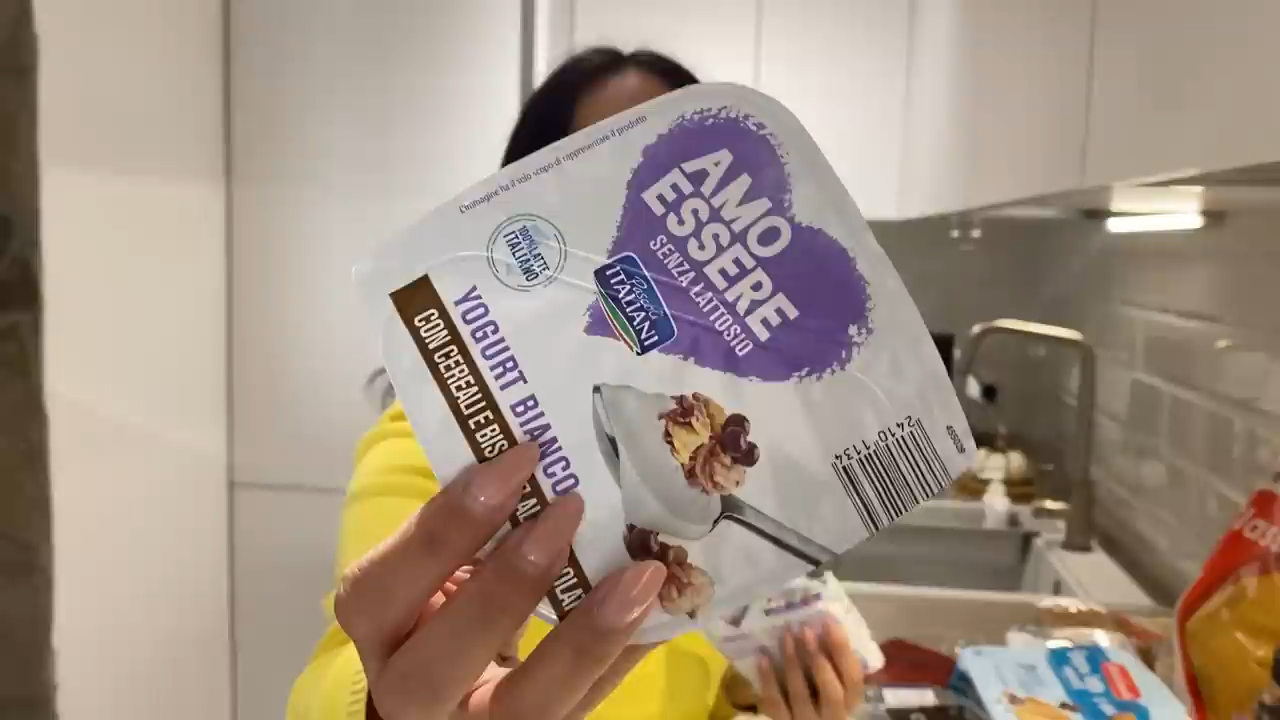 L'immagine ha il solo scopo di rappresentare il prodotto
AMO
ESSERE
SENZA LATTOSIO
100% LATTE
ITALIANO
Pascoli
ITALIANI
YOGURT BIANCO
CON CEREALI E BIS
2410 1134